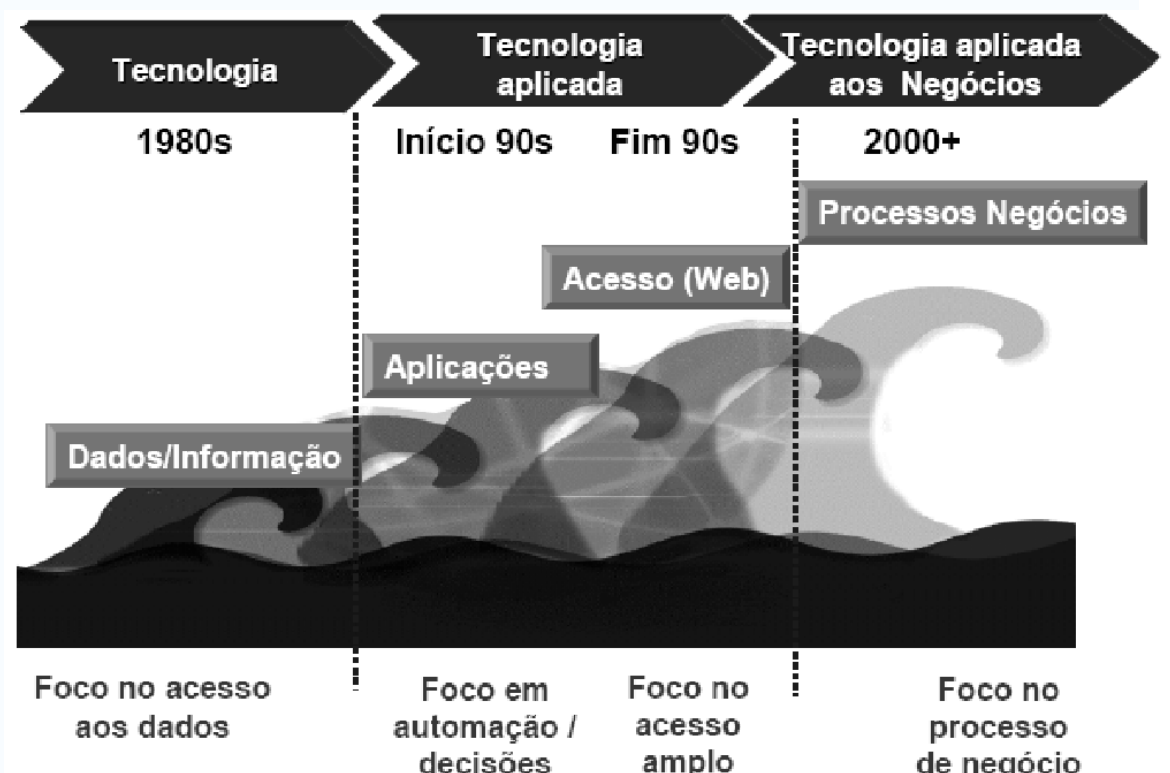 Tecnologia
Tecnologia
aplicada
Tecnologia aplicada
aos Negócios
1980s
Início 90s
Fim 90s
2000+
Processos Negócios
Acesso (Web)
Aplicações
Dados/Informação
Foco no acesso
aos dados
Foco em
automação /
decisões
Foco no
acesso
amplo
Foco no
processo
de negócio